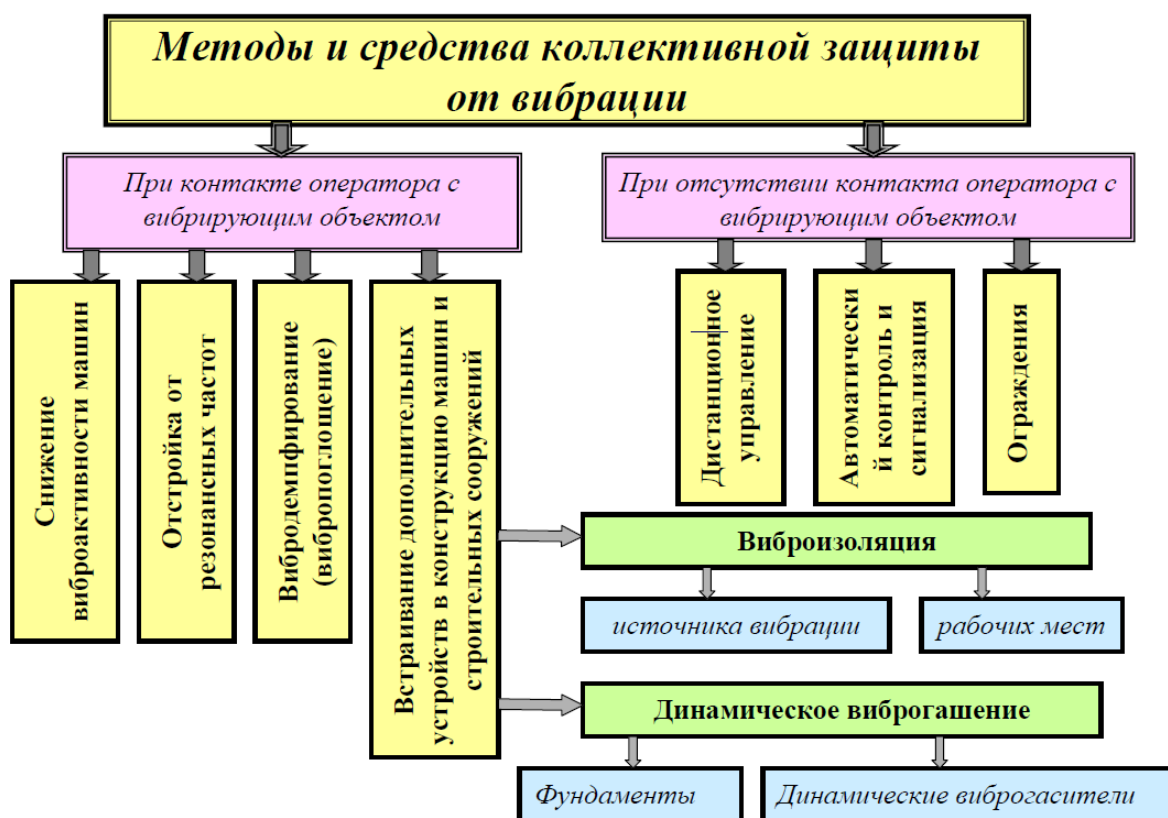 Методы и средства коллективной защиты
от вибрации
При контакте оператора с
вибрирующим объектом
При отсутствии контакта оператора с
вибрирующим объектом
Снижение
виброактивности машин
Отстройка от
резонансных частот
Вибродемпфирование
(вибропоглощение)
Встраивание дополнительных
устройств в конструкцию машин и
строительных сооружений
Дистанционное
управление
Автоматически
й контроль и
сигнализация
Ограждения
Виброизоляция
источника вибрации
рабочих мест
Динамическое виброгашение
Фундаменты
Динамические виброгасители